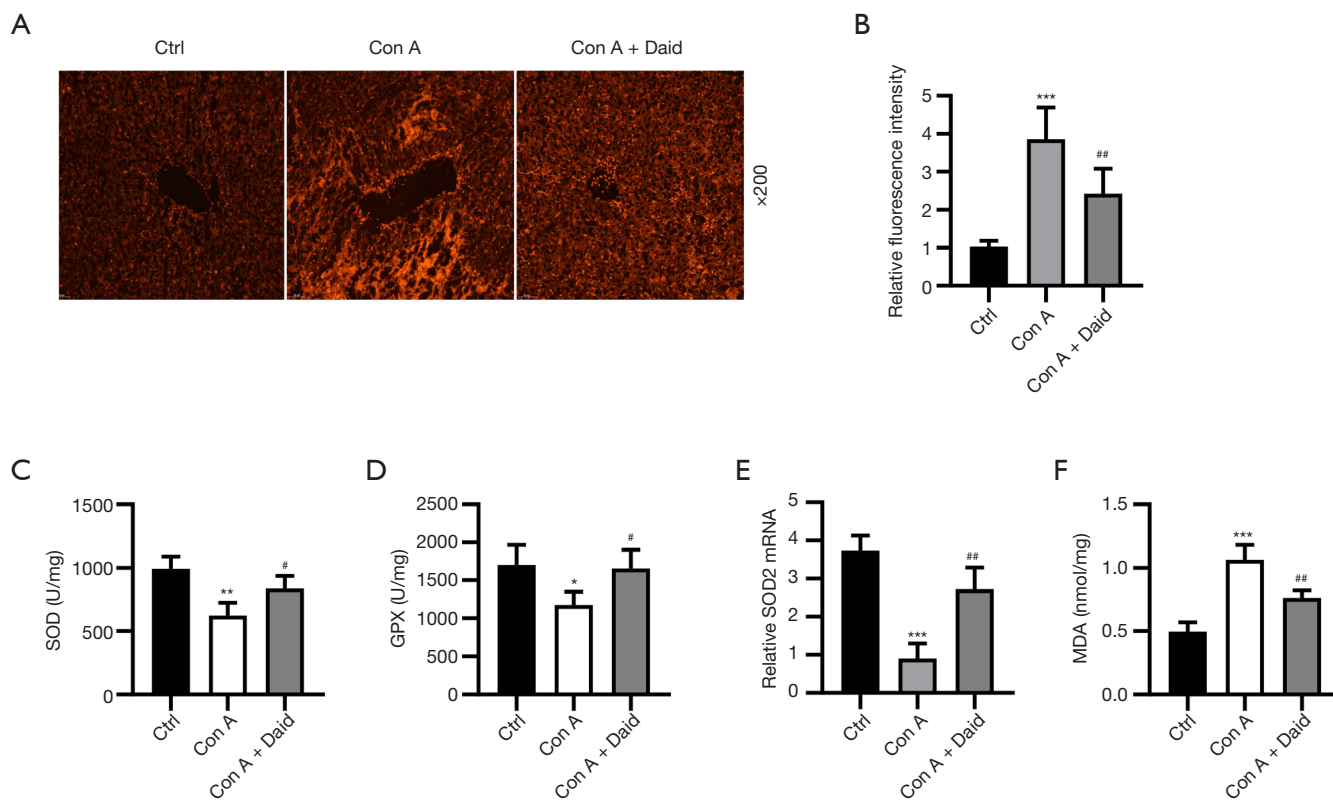 A
Ctrl
Con A
Con A + Daid
×200
B
Relative fluorescence intensity
5
4
3
2
1
0
***
##
Ctrl
Con A
Con A + Daid
C
SOD (U/mg)
1500
1000
500
0
**
#
Ctrl
Con A
Con A + Daid
D
GPX (U/mg)
2500
2000
1500
1000
500
0
*
#
Ctrl
Con A
Con A + Daid
E
Relative SOD2 mRNA
5
4
3
2
1
0
***
##
Ctrl
Con A
Con A + Daid
F
MDA (nmol/mg)
1.5
1.0
0.5
0.0
***
##
Ctrl
Con A
Con A + Daid